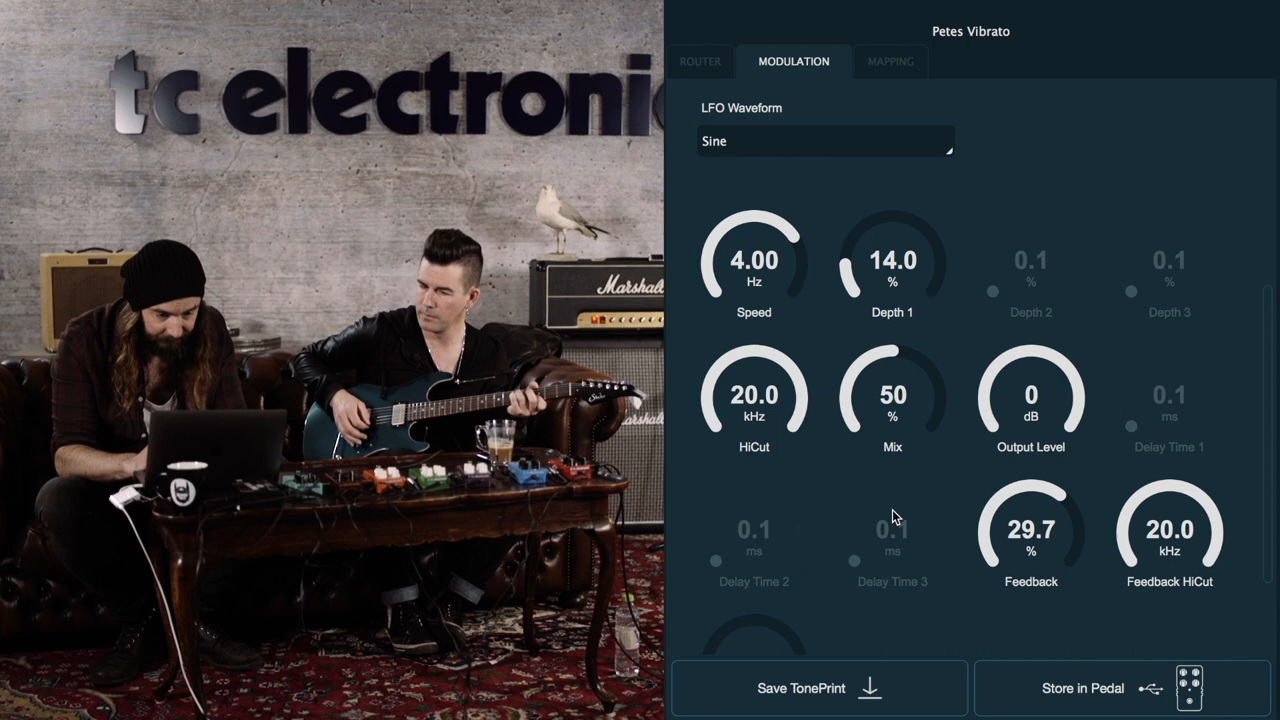 tc electronic
Marshall
Marshall
Petes Vibrato
ROUTER MODULATION MAPPING
LFO Waveform
Sine
4.00 14.0 0.1 0.1
Hz % % %
Speed Depth 1 Depth 2 Depth 3
20.0 50 0 0.1
kHz % dB ms
HiCut Mix Output Level Delay Time 1
0.1 0.1 29.7 20.0
ms ms % kHz
Delay Time 2 Delay Time 3 Feedback Feedback HiCut
Save TonePrint Store in Pedal